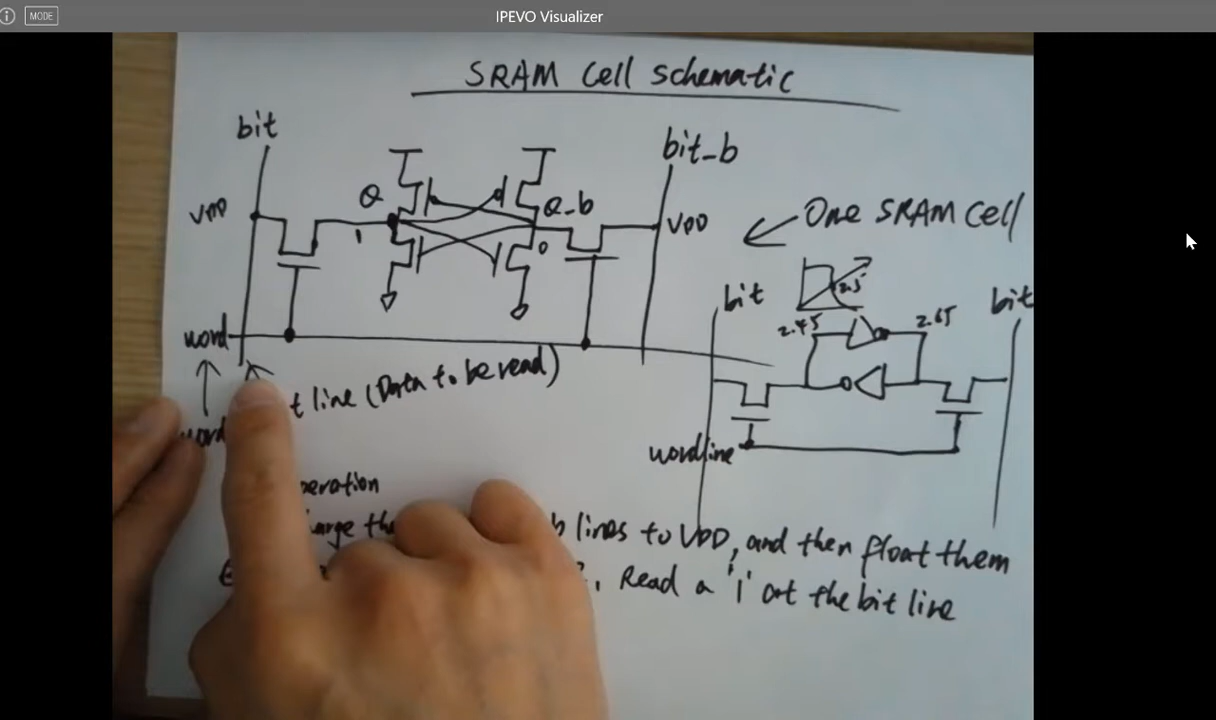 MODE
IPEVO Visualizer
SRAM Cell Schematic
bit
bit_b
Q
Q_b
VDD
VDD
1
0
One SRAM Cell
word
bit
bit
2.5
2.45
2.65
t line (Data to be read)
word
wordline
peration
harge the
b lines to VDD, and then float them
. Read a '1' at the bit line